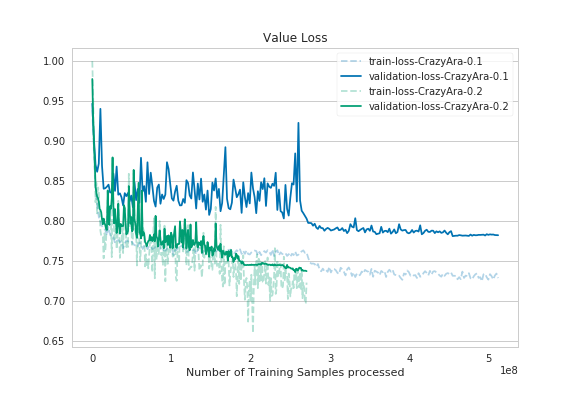 Value Loss
1.00
0.95
0.90
0.85
0.80
0.75
0.70
0.65
train-loss-CrazyAra-0.1
validation-loss-CrazyAra-0.1
train-loss-CrazyAra-0.2
validation-loss-CrazyAra-0.2
0 1 2 3 4 5
1e8
Number of Training Samples processed